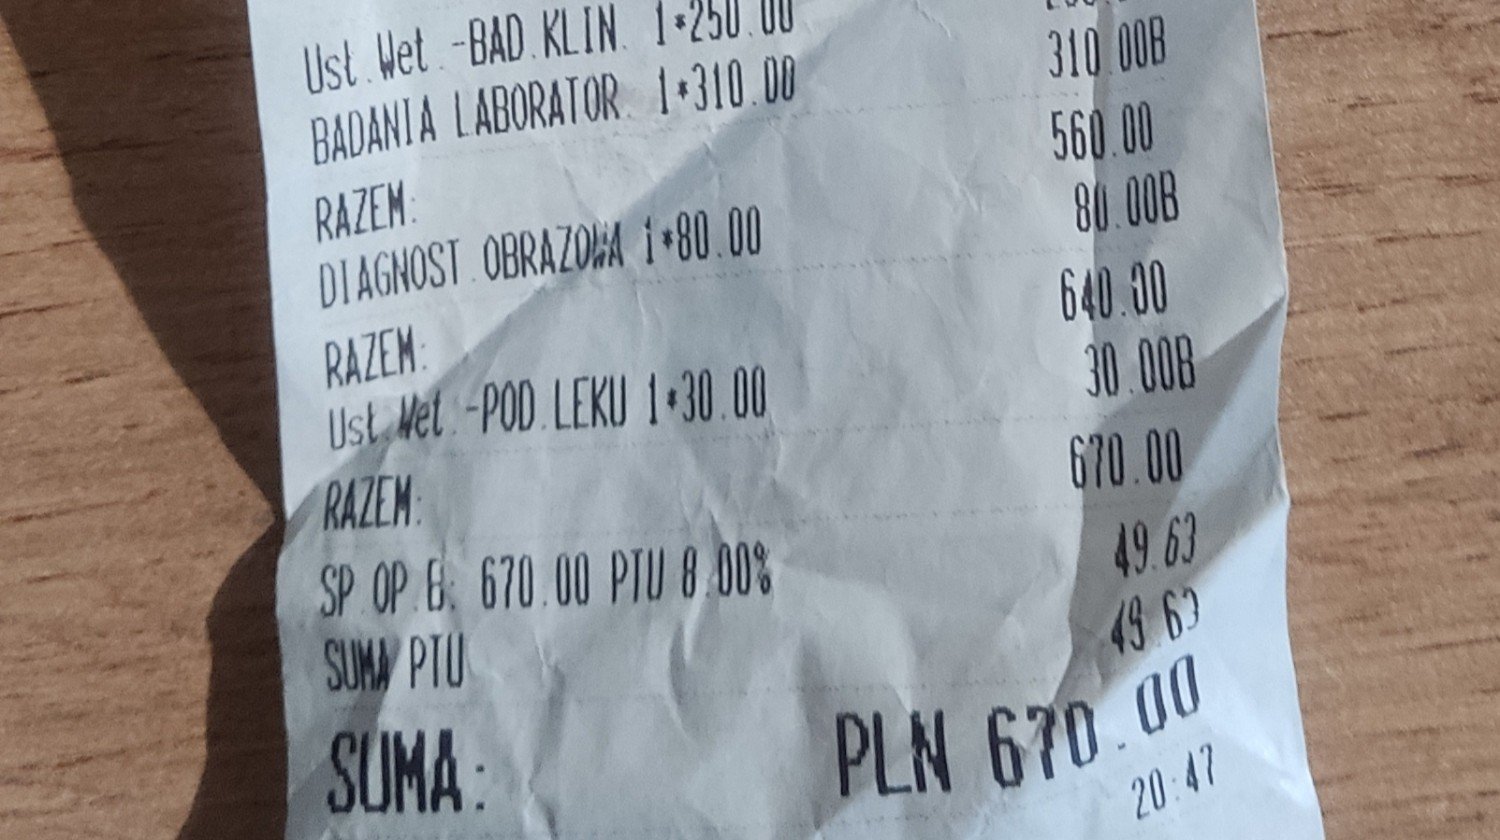 Ust.Wet.-BAD.KLIN. 1*250.00
BADANIA LABORATOR. 1*310.00 310.00B
RAZEM: 560.00
DIAGNOST.OBRAZOWA 1*80.00 80.00B
RAZEM: 640.00
Ust.Wet.-POD.LEKU 1*30.00 30.00B
RAZEM: 670.00
SP.OP.B: 670.00 PTU 8.00% 49.63
SUMA PTU 49.63
SUMA: PLN 670.00
20:47